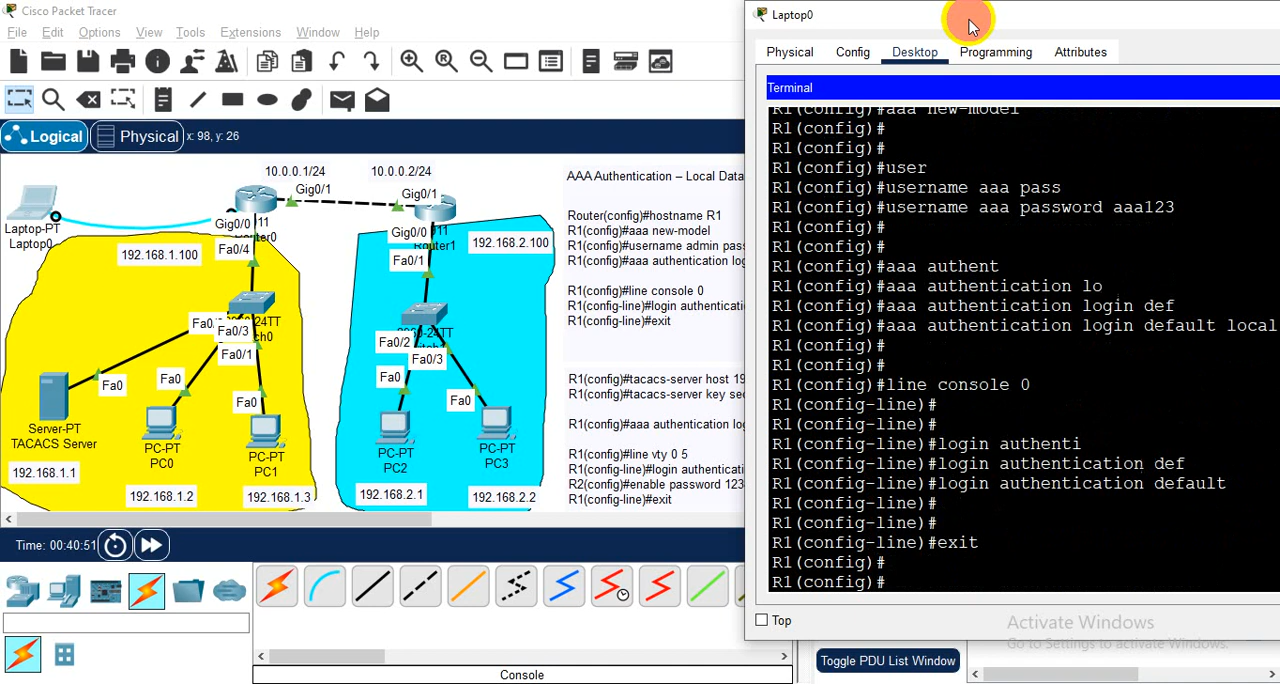 Cisco Packet Tracer
File Edit Options View Tools Extensions Window Help
Logical Physical x: 98, y: 26
10.0.0.1/24 10.0.0.2/24
Gig0/1 Gig0/1
Laptop-PT
Laptop0
Gig0/0
Fa0/4
192.168.1.100
Fa0/3
Fa0/1
Fa0 Fa0 Fa0
Server-PT
TACACS Server
PC-PT
PC0
PC-PT
PC1
192.168.1.1
192.168.1.2
192.168.1.3
Gig0/0
192.168.2.100
Fa0/1
Fa0/2
Fa0/3
Fa0 Fa0
PC-PT
PC2
PC-PT
PC3
192.168.2.1
192.168.2.2
AAA Authentication – Local Data
Router(config)#hostname R1
R1(config)#aaa new-model
R1(config)#username admin pas
R1(config)#aaa authentication log
R1(config)#line console 0
R1(config-line)#login authenticati
R1(config-line)#exit
R1(config)#tacacs-server host 19
R1(config)#tacacs-server key sec
R1(config)#aaa authentication log
R1(config)#line vty 0 5
R1(config-line)#login authenticati
R2(config)#enable password 123
R1(config-line)#exit
Time: 00:40:51
Console
Laptop0
Physical Config Desktop Programming Attributes
Terminal
R1(config)#aaa new-model
R1(config)#
R1(config)#
R1(config)#user
R1(config)#username aaa pass
R1(config)#username aaa password aaa123
R1(config)#
R1(config)#
R1(config)#aaa authent
R1(config)#aaa authentication lo
R1(config)#aaa authentication login def
R1(config)#aaa authentication login default local
R1(config)#
R1(config)#
R1(config)#line console 0
R1(config-line)#
R1(config-line)#
R1(config-line)#login authenti
R1(config-line)#login authentication def
R1(config-line)#login authentication default
R1(config-line)#
R1(config-line)#
R1(config-line)#exit
R1(config)#
R1(config)#
Top
Activate Windows
Go to Settings to activate Windows.
Toggle PDU List Window